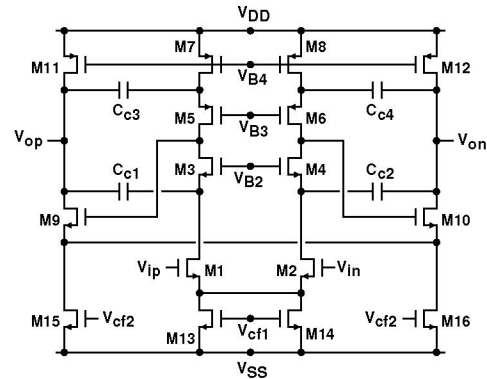 VDD
M11 M7 M8 M12
VB4
Cc3 Cc4
M5 VB3 M6
Vop Von
Cc1 M3 VB2 M4 Cc2
M9 M10
Vip M1 M2 Vin
M15 Vcf2 M13 Vcf1 M14 Vcf2 M16
VSS